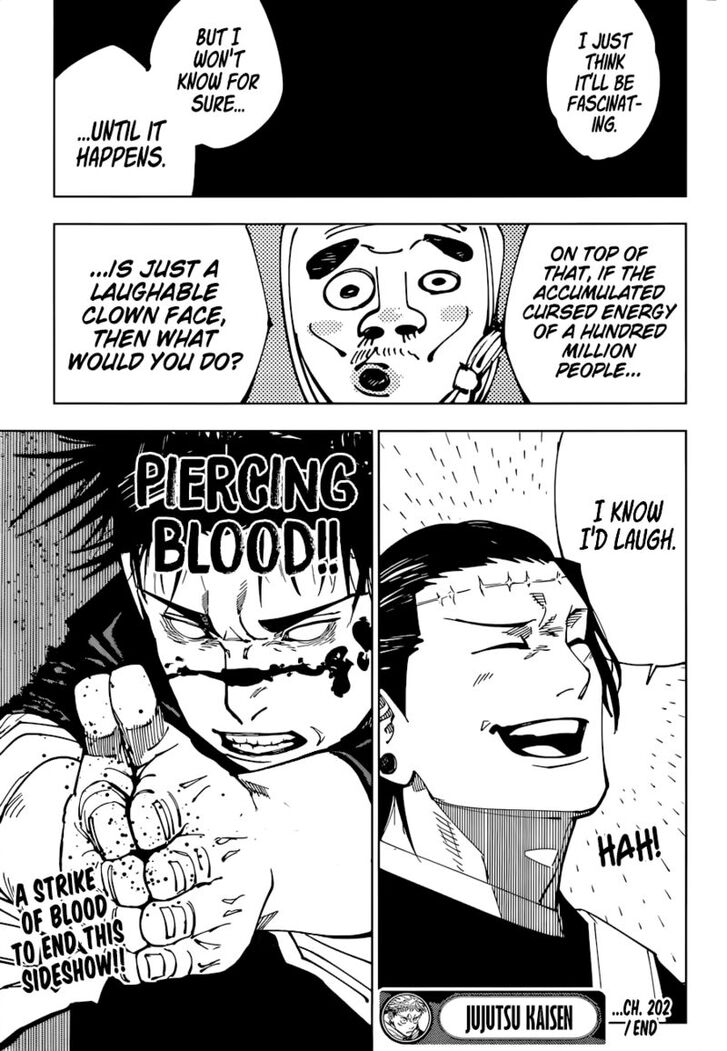 I JUST
THINK
IT'LL BE
FASCINAT-
ING.
BUT I
WON'T
KNOW FOR
SURE...
...UNTIL IT
HAPPENS.
ON TOP OF
THAT, IF THE
ACCUMULATED
CURSED ENERGY
OF A HUNDRED
MILLION
PEOPLE...
...IS JUST A
LAUGHABLE
CLOWN FACE,
THEN WHAT
WOULD YOU DO?
I KNOW
I'D LAUGH.
HAH!
PIERCING
BLOOD!!
A STRIKE
OF BLOOD
TO END THIS
SIDESHOW!!
JUJUTSU KAISEN
...CH. 202
/ END